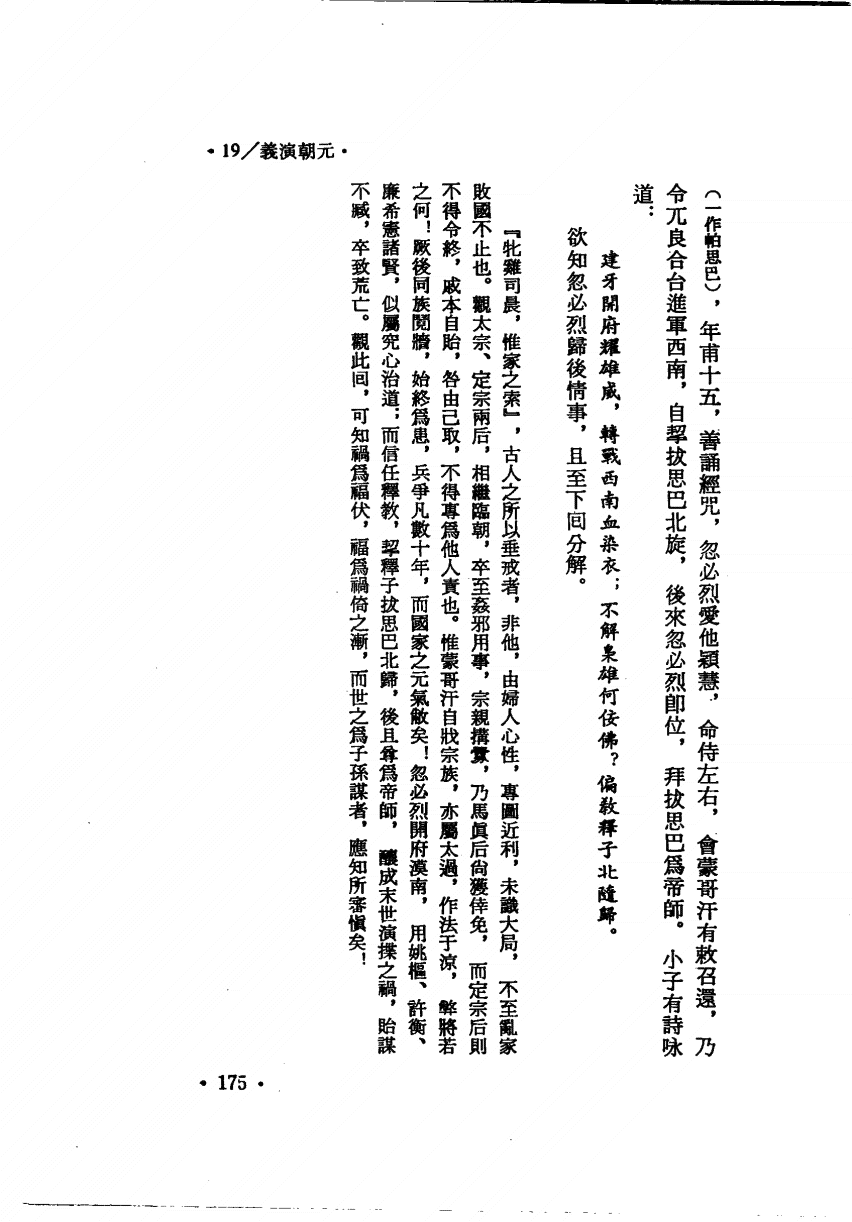 •19／義演朝元•
（一作帕思巴），年甫十五，善誦經咒，忽必烈愛他穎慧，命侍左右，會蒙哥汗有敕召還，乃
令兀良合台進軍西南，自挈拔思巴北旋，後來忽必烈卽位，拜拔思巴爲帝師。小子有詩咏
道：
建牙開府耀雄威，轉戰西南血染衣；不解梟雄何佞佛？偏教釋子北隨歸。
欲知忽必烈歸後情事，且至下回分解。
『牝雞司晨，惟家之索』，古人之所以垂戒者，非他，由婦人心性，專圖近利，未識大局，不至亂家
敗國不止也。觀太宗、定宗兩后，相繼臨朝，卒至姦邪用事，宗親搆釁，乃馬眞后尙獲倖免，而定宗后則
不得令終，戚本自貽，咎由己取，不得專爲他人責也。惟蒙哥汗自戕宗族，亦屬太過，作法于涼，弊將若
之何！厥後同族鬩牆，始終爲患，兵爭凡數十年，而國家之元氣敝矣！忽必烈開府漠南，用姚樞、許衡、
廉希憲諸賢，似屬究心治道；而信任釋教，挈釋子拔思巴北歸，後且尊爲帝師，釀成末世演揲之禍，貽謀
不臧，卒致荒亡。觀此回，可知禍爲福伏，福爲禍倚之漸，而世之爲子孫謀者，應知所審愼矣！
•175•